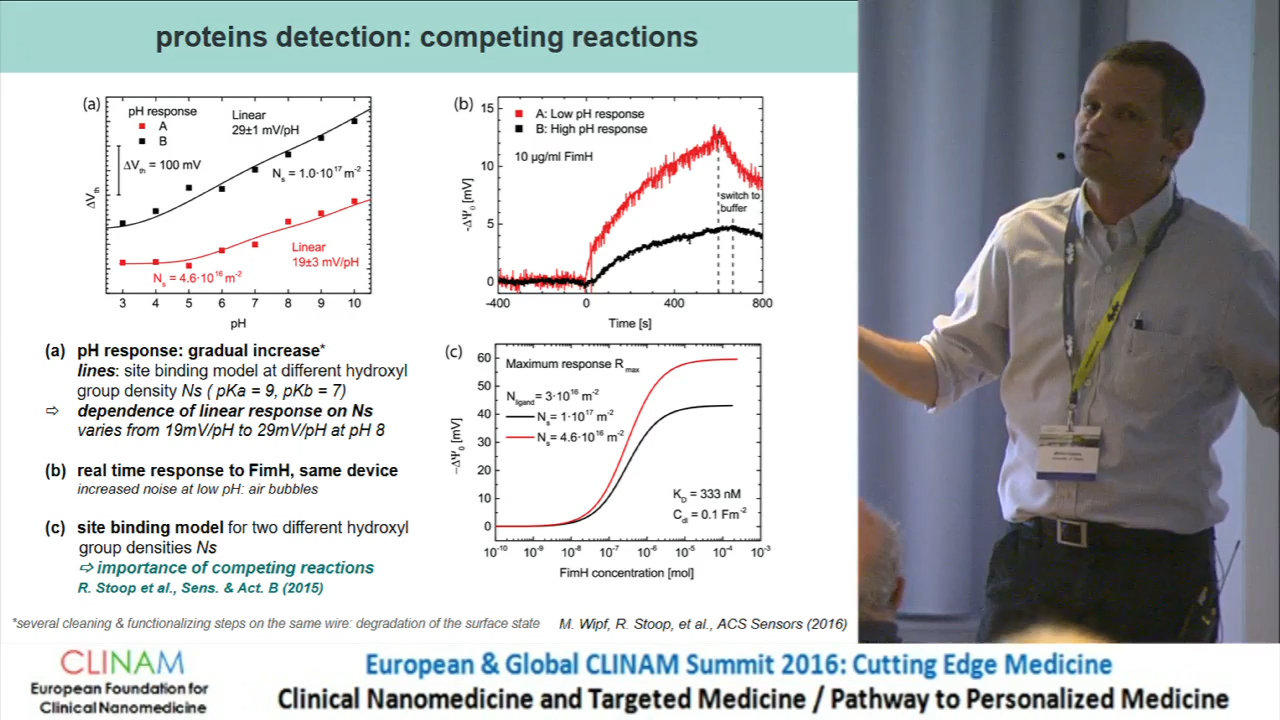 proteins detection: competing reactions
(a)
pH response
A
B
Linear
29±1 mV/pH
ΔVth = 100 mV
Ns = 1.0·10^17 m^-2
ΔVth
Linear
19±3 mV/pH
Ns = 4.6·10^16 m^-2
3 4 5 6 7 8 9 10
pH
(b)
15
10
5
0
A: Low pH response
B: High pH response
10 µg/ml FimH
-ΔΨ0 [mV]
switch to
buffer
-400 0 400 800
Time [s]
(a) pH response: gradual increase*
lines: site binding model at different hydroxyl
group density Ns ( pKa = 9, pKb = 7)
⇨ dependence of linear response on Ns
varies from 19mV/pH to 29mV/pH at pH 8
(b) real time response to FimH, same device
increased noise at low pH: air bubbles
(c) site binding model for two different hydroxyl
group densities Ns
⇨ importance of competing reactions
R. Stoop et al., Sens. & Act. B (2015)
(c)
60
50
40
30
20
10
0
Maximum response Rmax
Nligand = 3·10^16 m^-2
Ns = 1·10^17 m^-2
Ns = 4.6·10^16 m^-2
-ΔΨ0 [mV]
KD = 333 nM
Cdl = 0.1 Fm^-2
10^-10 10^-9 10^-8 10^-7 10^-6 10^-5 10^-4 10^-3
FimH concentration [mol]
*several cleaning & functionalizing steps on the same wire: degradation of the surface state
M. Wipf, R. Stoop, et al., ACS Sensors (2016)
CLINAM
European Foundation for
Clinical Nanomedicine
European & Global CLINAM Summit 2016: Cutting Edge Medicine
Clinical Nanomedicine and Targeted Medicine / Pathway to Personalized Medicine